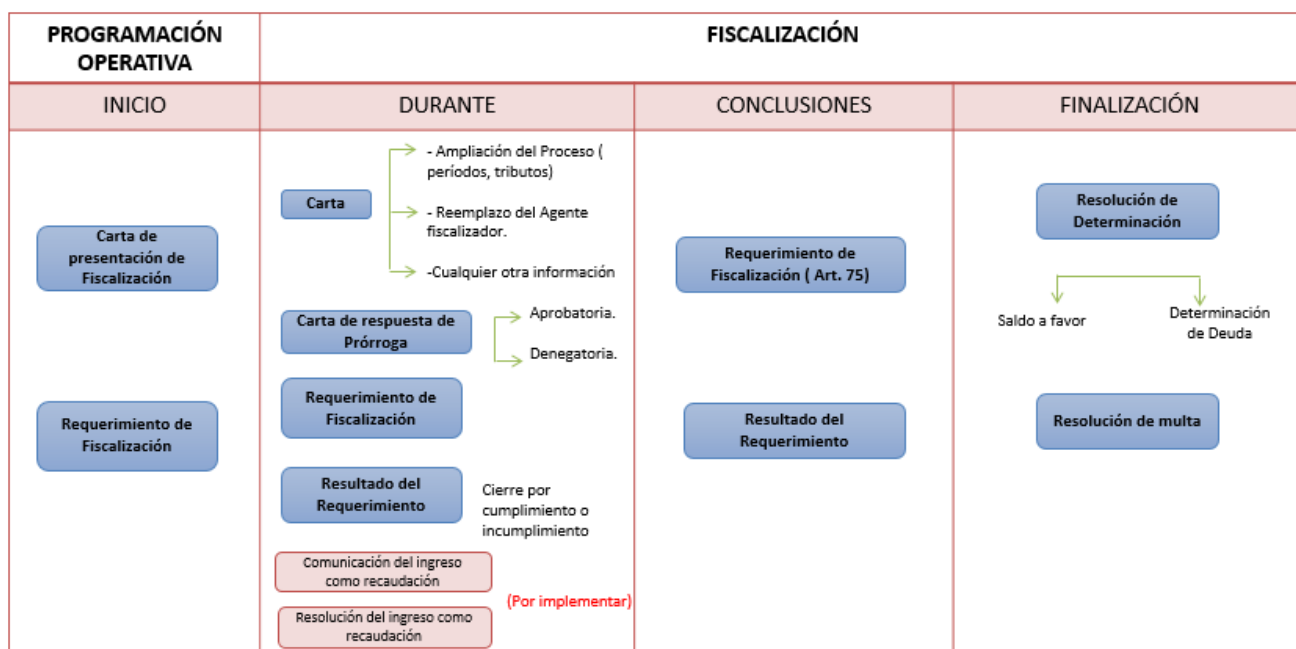 PROGRAMACIÓN
OPERATIVA
FISCALIZACIÓN
INICIO
DURANTE
CONCLUSIONES
FINALIZACIÓN
Carta de
presentación de
Fiscalización
Requerimiento de
Fiscalización
Carta
- Ampliación del Proceso (
períodos, tributos)
- Reemplazo del Agente
fiscalizador.
-Cualquier otra información
Carta de respuesta de
Prórroga
Aprobatoria.
Denegatoria.
Requerimiento de
Fiscalización
Resultado del
Requerimiento
Cierre por
cumplimiento o
incumplimiento
Comunicación del ingreso
como recaudación
(Por implementar)
Resolución del ingreso como
recaudación
Requerimiento de
Fiscalización ( Art. 75)
Resultado del
Requerimiento
Resolución de
Determinación
Saldo a favor
Determinación
de Deuda
Resolución de multa